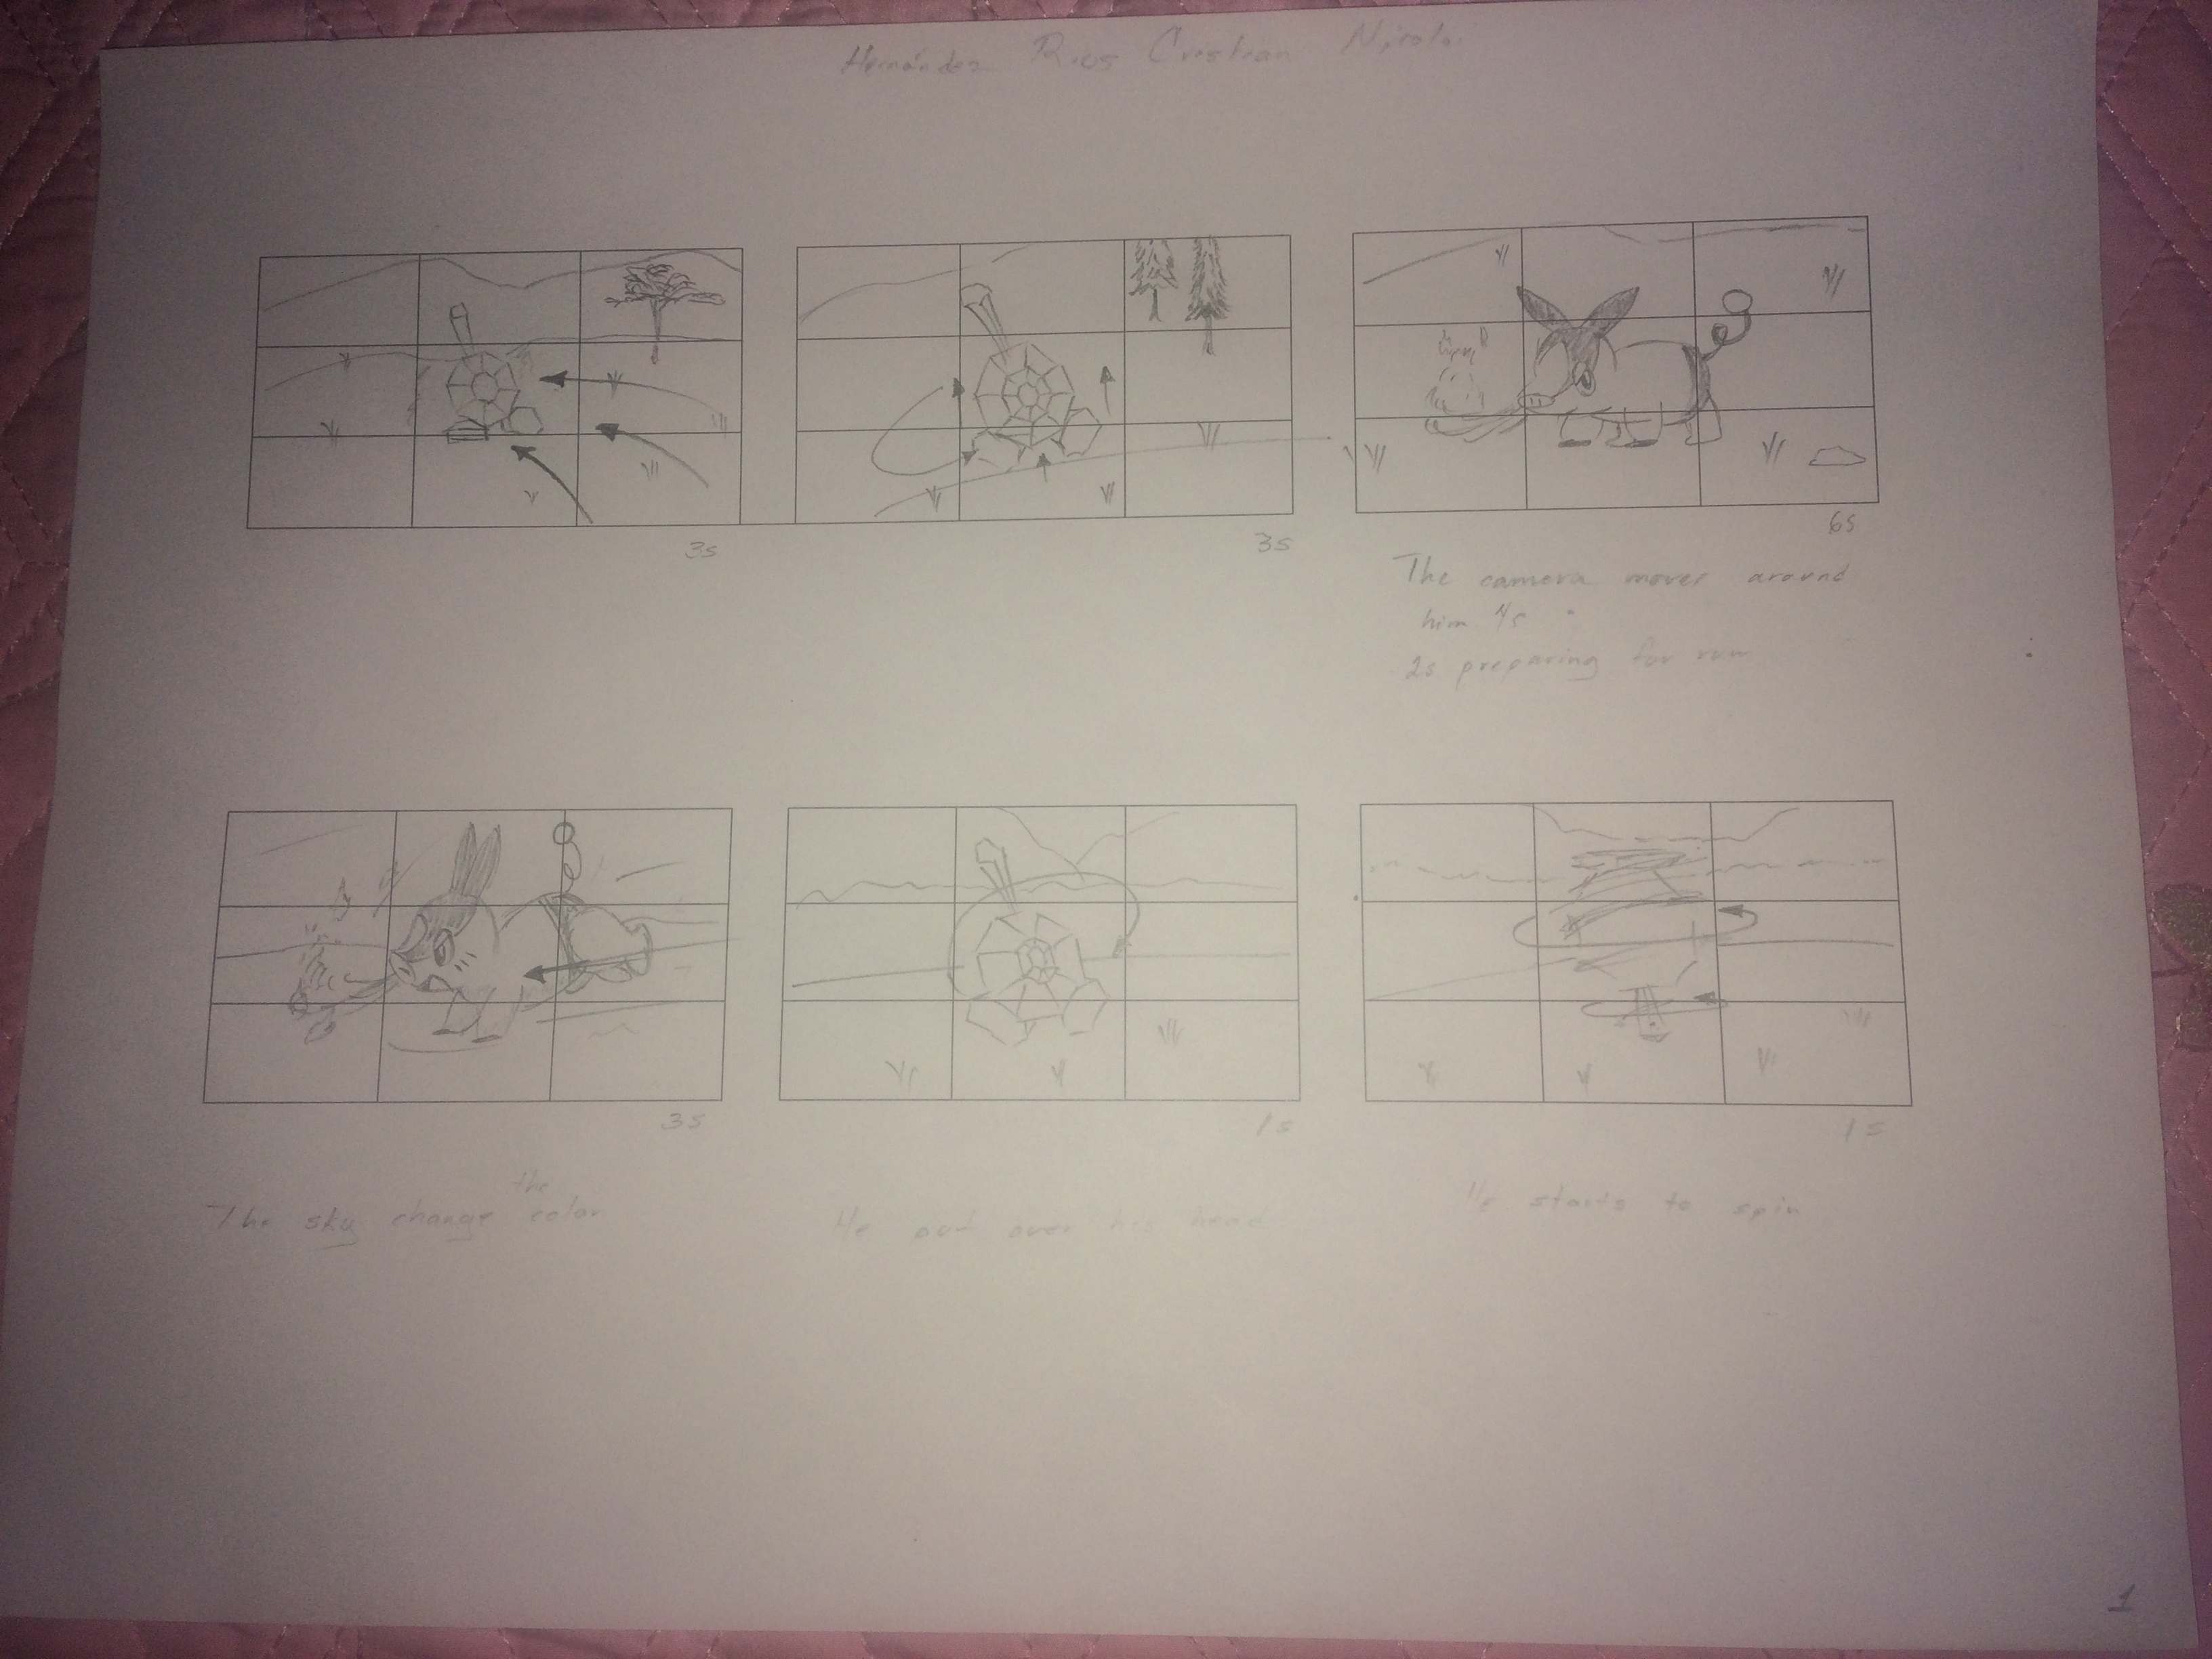 Hernández Rios Cristian Nicolas
3s
3s
6s
The camera moves around
him 4s
2s preparing for run
3s
1s
1s
the
The sky change color
He put over his head
He starts to spin
1